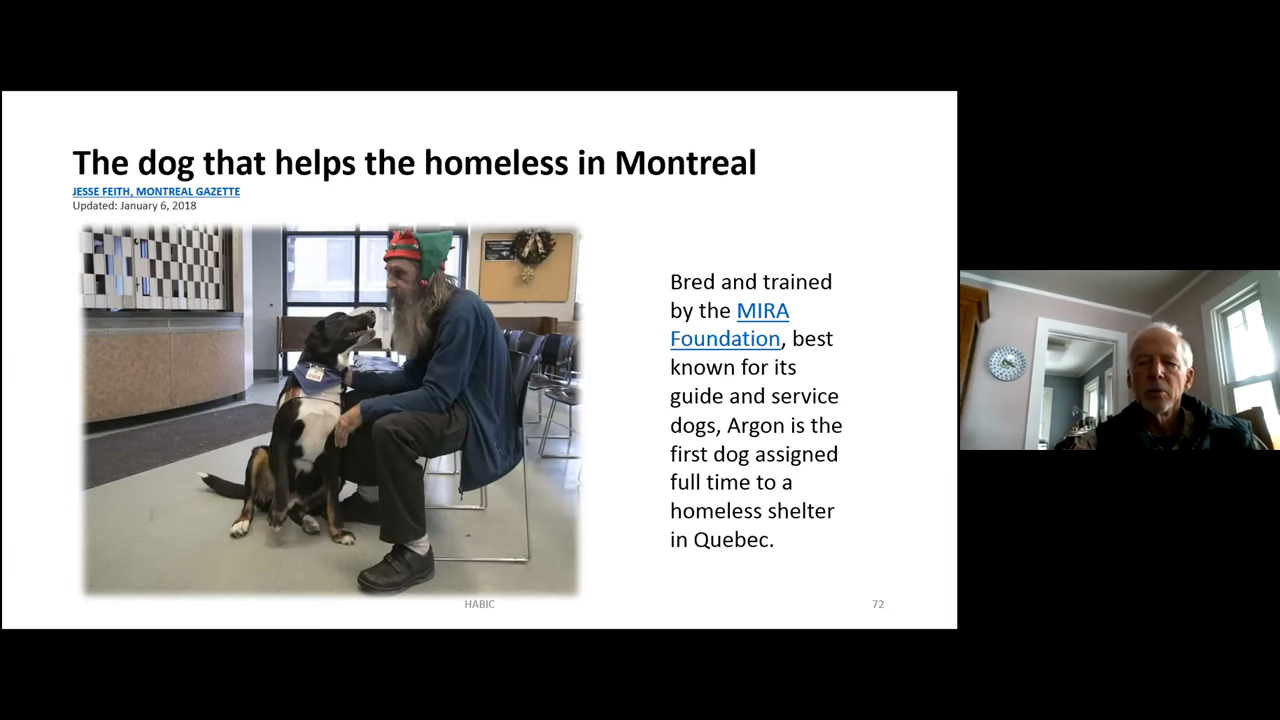 The dog that helps the homeless in Montreal
JESSE FEITH, MONTREAL GAZETTE
Updated: January 6, 2018
Bred and trained
by the MIRA
Foundation, best
known for its
guide and service
dogs, Argon is the
first dog assigned
full time to a
homeless shelter
in Quebec.
HABIC
72